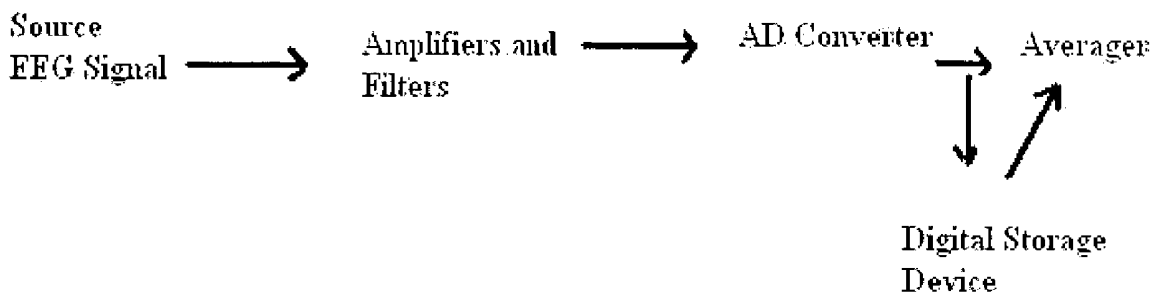 Source
EEG Signal
Amplifiers and
Filters
AD Converter
Averager
Digital Storage
Device